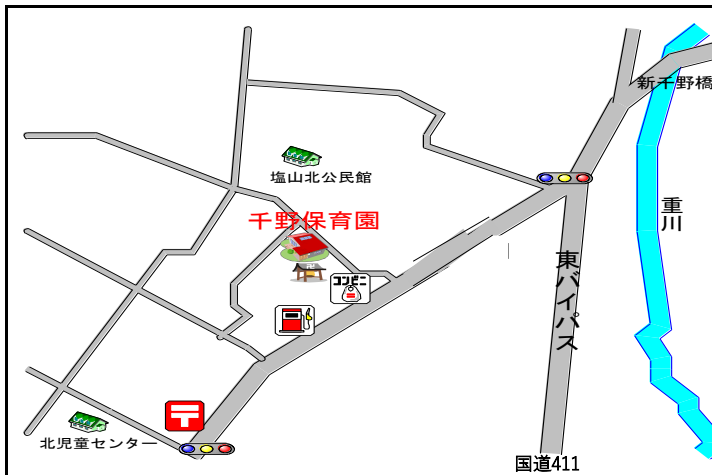 新千野橋
塩山北公民館
千野保育園
重川
コンビニ
東バイパス
北児童センター
国道411